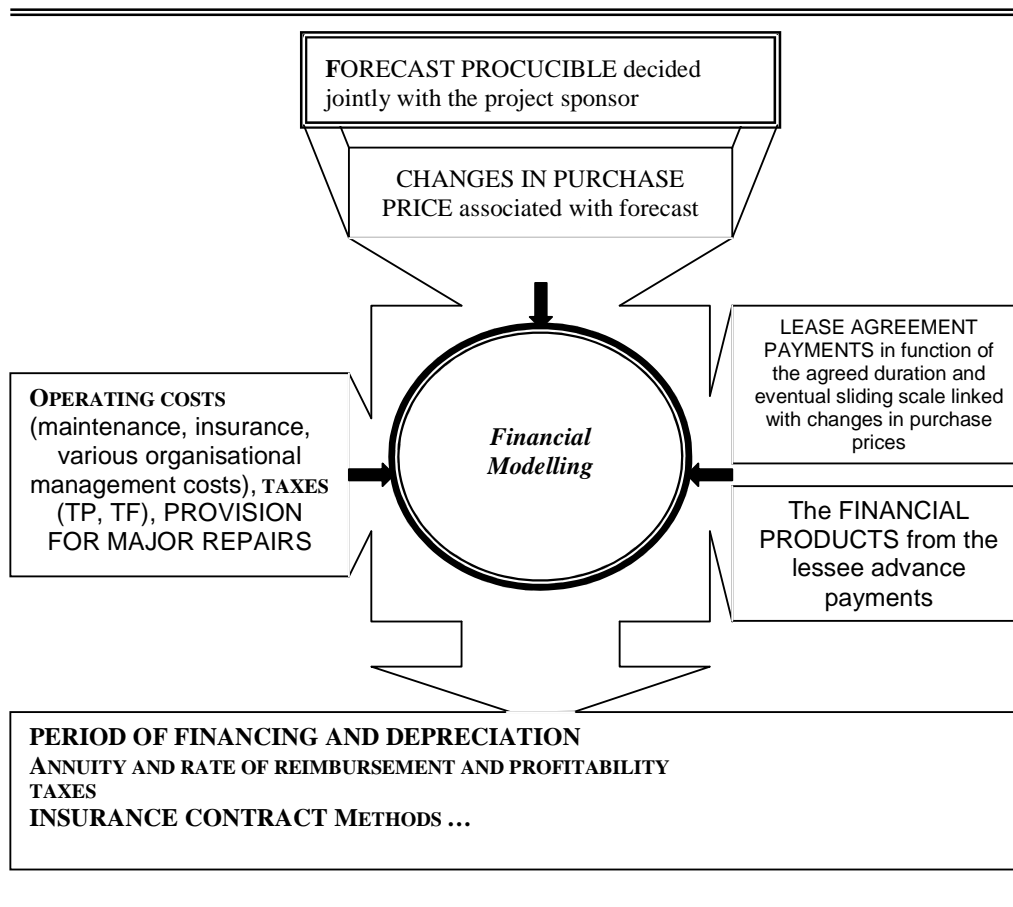 FORECAST PROCUCIBLE decided
jointly with the project sponsor
CHANGES IN PURCHASE
PRICE associated with forecast
OPERATING COSTS
(maintenance, insurance,
various organisational
management costs), TAXES
(TP, TF), PROVISION
FOR MAJOR REPAIRS
Financial
Modelling
LEASE AGREEMENT
PAYMENTS in function of
the agreed duration and
eventual sliding scale linked
with changes in purchase
prices
The FINANCIAL
PRODUCTS from the
lessee advance
payments
PERIOD OF FINANCING AND DEPRECIATION
ANNUITY AND RATE OF REIMBURSEMENT AND PROFITABILITY
TAXES
INSURANCE CONTRACT METHODS …